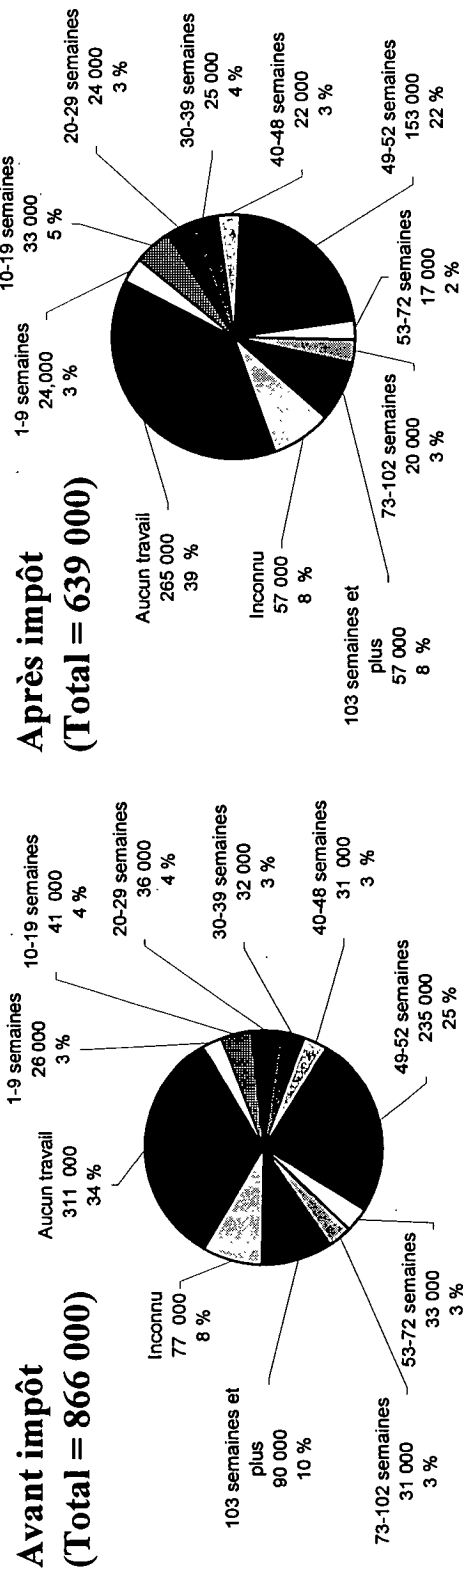 Avant impôt
(Total = 866 000)
Aucun travail
311 000
34 %
1-9 semaines
26 000
3 %
10-19 semaines
41 000
4 %
20-29 semaines
36 000
4 %
30-39 semaines
32 000
3 %
40-48 semaines
31 000
3 %
49-52 semaines
235 000
25 %
53-72 semaines
33 000
3 %
73-102 semaines
31 000
3 %
103 semaines et
plus
90 000
10 %
Inconnu
77 000
8 %
Après impôt
(Total = 639 000)
Aucun travail
265 000
39 %
1-9 semaines
24,000
3 %
10-19 semaines
33 000
5 %
20-29 semaines
24 000
3 %
30-39 semaines
25 000
4 %
40-48 semaines
22 000
3 %
49-52 semaines
153 000
22 %
53-72 semaines
17 000
2 %
73-102 semaines
20 000
3 %
103 semaines et
plus
57 000
8 %
Inconnu
57 000
8 %